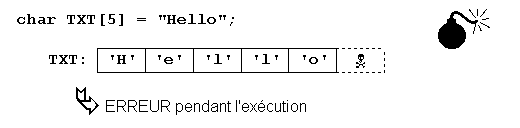 char TXT[5] = "Hello";
TXT: 'H' 'e' 'l' 'l' 'o'
ERREUR pendant l'exécution